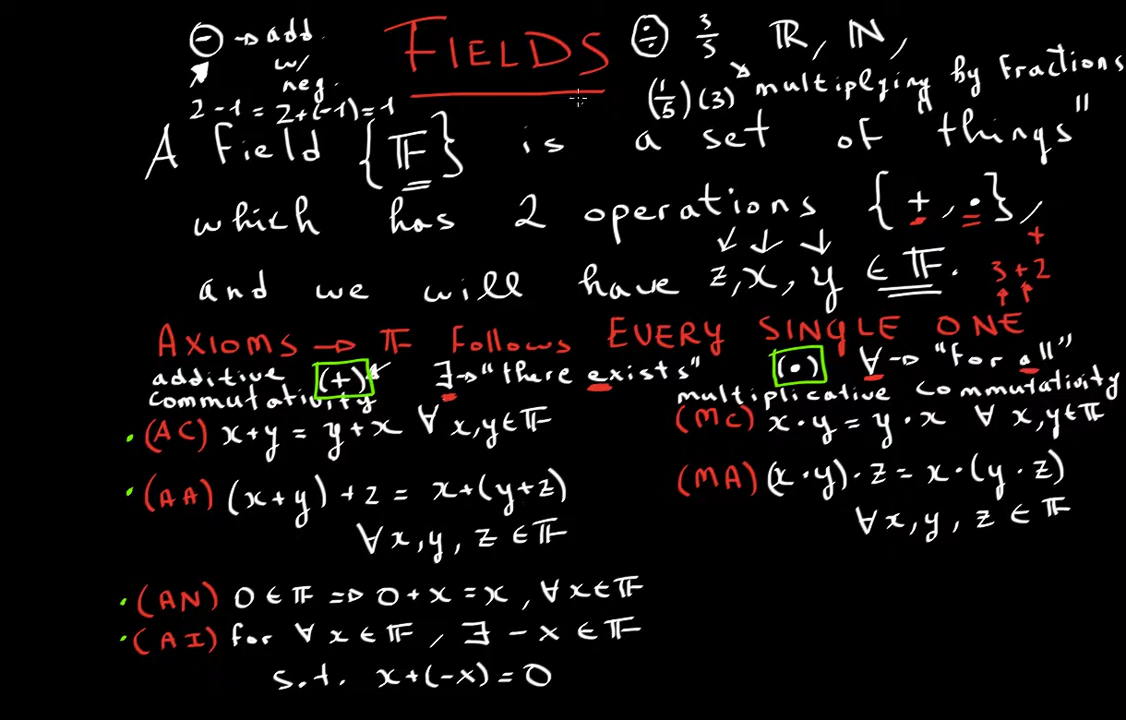 ⊖ → add.
w/
neg.
2 - 1 = 2 + (-1) = 1
FIELDS
÷ 3/5 ℝ, ℕ,
(1/5)(3) → multiplying by fractions
A field {𝔽} is a set of "things"
which has 2 operations {+, ·},
and we will have z, x, y ∈ 𝔽.
+
3 + 2
AXIOMS → 𝔽 follows EVERY SINGLE ONE
additive commutativity (+)
∃ → "there exists"
(·) ∀ → "for all"
multiplicative commutativity
(AC) x + y = y + x ∀ x, y ∈ 𝔽
(MC) x · y = y · x ∀ x, y ∈ 𝔽
(AA) (x + y) + z = x + (y + z)
∀ x, y, z ∈ 𝔽
(MA) (x · y) · z = x · (y · z)
∀ x, y, z ∈ 𝔽
(AN) 0 ∈ 𝔽 ⇒ 0 + x = x, ∀ x ∈ 𝔽
(AI) for ∀ x ∈ 𝔽, ∃ -x ∈ 𝔽
s.t. x + (-x) = 0